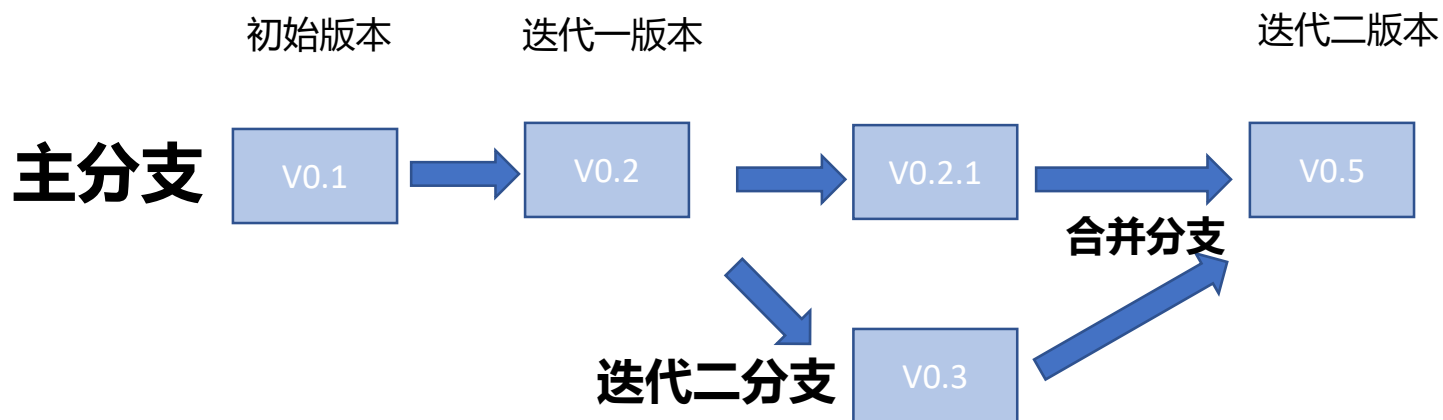 初始版本
迭代一版本
迭代二版本
主分支
V0.1
V0.2
V0.2.1
V0.5
合并分支
迭代二分支
V0.3